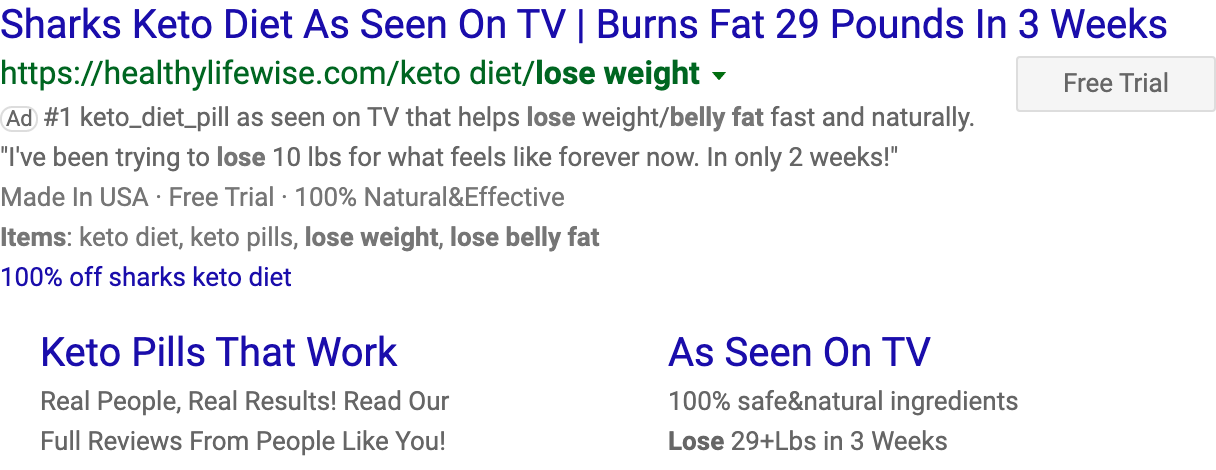 Sharks Keto Diet As Seen On TV | Burns Fat 29 Pounds In 3 Weeks
https://healthylifewise.com/keto diet/lose weight
Free Trial
Ad #1 keto_diet_pill as seen on TV that helps lose weight/belly fat fast and naturally.
"I've been trying to lose 10 lbs for what feels like forever now. In only 2 weeks!"
Made In USA · Free Trial · 100% Natural&Effective
Items: keto diet, keto pills, lose weight, lose belly fat
100% off sharks keto diet
Keto Pills That Work
Real People, Real Results! Read Our
Full Reviews From People Like You!
As Seen On TV
100% safe&natural ingredients
Lose 29+Lbs in 3 Weeks